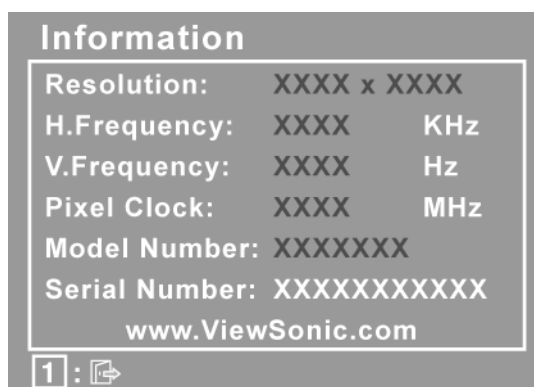 Information
Resolution: XXXX x XXXX
H.Frequency: XXXX KHz
V.Frequency: XXXX Hz
Pixel Clock: XXXX MHz
Model Number: XXXXXXX
Serial Number: XXXXXXXXXXX
www.ViewSonic.com
1 :